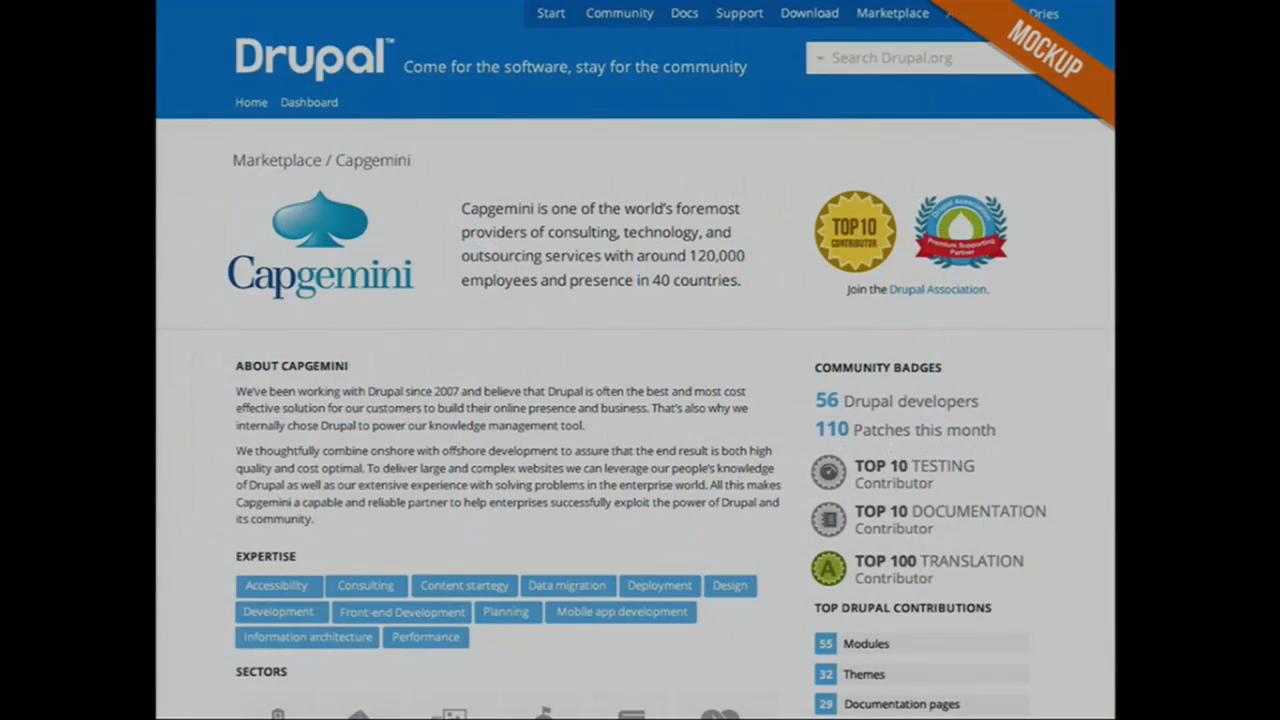 Start Community Docs Support Download Marketplace Dries
MOCKUP
Drupal™ Come for the software, stay for the community
Search Drupal.org
Home Dashboard
Marketplace / Capgemini
Capgemini
Capgemini is one of the world's foremost
providers of consulting, technology, and
outsourcing services with around 120,000
employees and presence in 40 countries.
TOP 10
CONTRIBUTOR
Drupal Association
Premium Supporting
Partner
Join the Drupal Association.
ABOUT CAPGEMINI
We've been working with Drupal since 2007 and believe that Drupal is often the best and most cost
effective solution for our customers to build their online presence and business. That's also why we
internally chose Drupal to power our knowledge management tool.
We thoughtfully combine onshore with offshore development to assure that the end result is both high
quality and cost optimal. To deliver large and complex websites we can leverage our people's knowledge
of Drupal as well as our extensive experience with solving problems in the enterprise world. All this makes
Capgemini a capable and reliable partner to help enterprises successfully exploit the power of Drupal and
its community.
EXPERTISE
Accessibility Consulting Content startegy Data migration Deployment Design
Development Front-end Development Planning Mobile app development
Information architecture Performance
SECTORS
COMMUNITY BADGES
56 Drupal developers
110 Patches this month
TOP 10 TESTING
Contributor
TOP 10 DOCUMENTATION
Contributor
A
TOP 100 TRANSLATION
Contributor
TOP DRUPAL CONTRIBUTIONS
55 Modules
32 Themes
29 Documentation pages